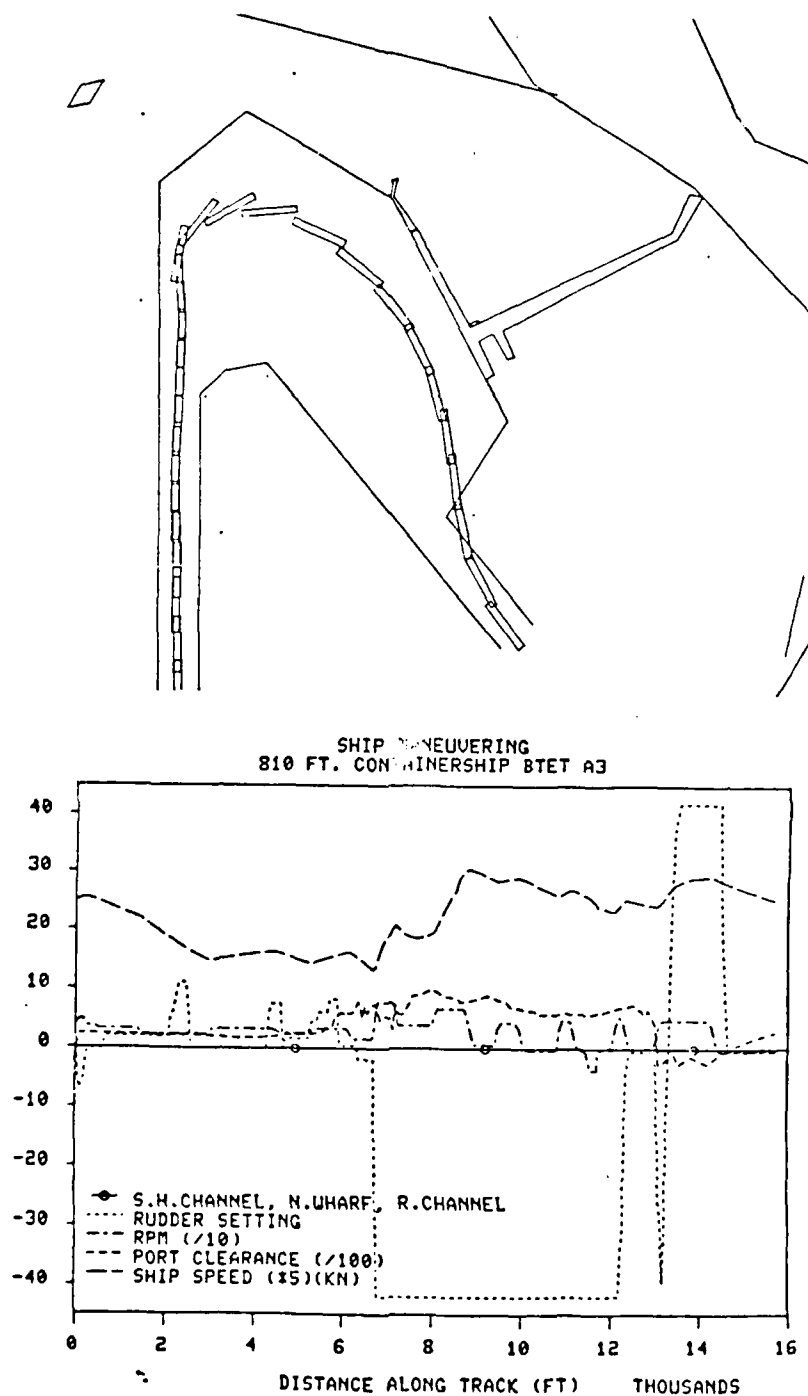 SHIP MANEUVERING
810 FT. CONTAINERSHIP BTET A3
40
30
20
10
0
-10
-20
-30
-40
S.H.CHANNEL, N.WHARF, R.CHANNEL
RUDDER SETTING
RPM (/10)
PORT CLEARANCE (/100)
SHIP SPEED (*5)(KN)
0 2 4 6 8 10 12 14 16
DISTANCE ALONG TRACK (FT) THOUSANDS